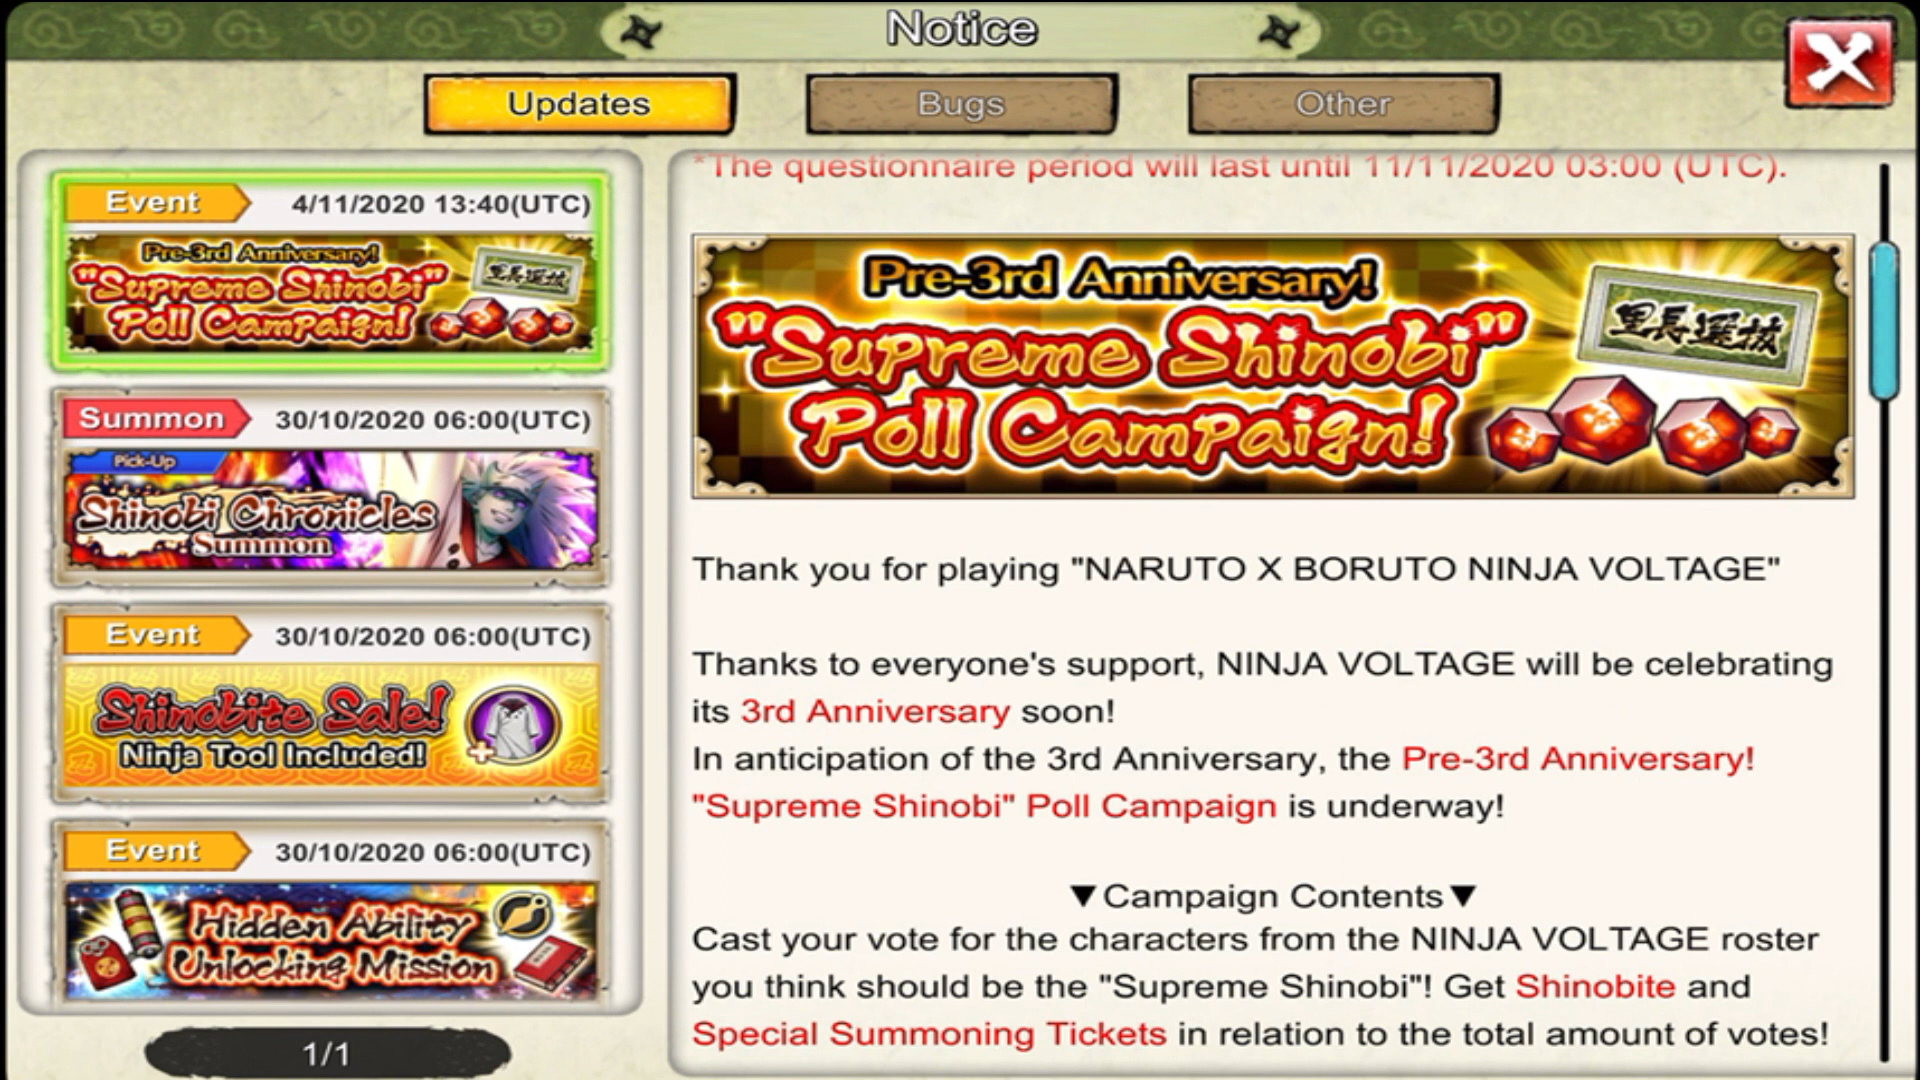 Notice
Updates
Bugs
Other
Event
4/11/2020 13:40(UTC)
Pre-3rd Anniversary!
"Supreme Shinobi"
Poll Campaign!
Summon
30/10/2020 06:00(UTC)
Pick-Up
Shinobi Chronicles
Summon
Event
30/10/2020 06:00(UTC)
Shinobite Sale!
Ninja Tool Included!
Event
30/10/2020 06:00(UTC)
Hidden Ability
Unlocking Mission
1/1
*The questionnaire period will last until 11/11/2020 03:00 (UTC).
Pre-3rd Anniversary!
"Supreme Shinobi"
Poll Campaign!
Thank you for playing "NARUTO X BORUTO NINJA VOLTAGE"
Thanks to everyone's support, NINJA VOLTAGE will be celebrating
its 3rd Anniversary soon!
In anticipation of the 3rd Anniversary, the Pre-3rd Anniversary!
"Supreme Shinobi" Poll Campaign is underway!
▼Campaign Contents▼
Cast your vote for the characters from the NINJA VOLTAGE roster
you think should be the "Supreme Shinobi"! Get Shinobite and
Special Summoning Tickets in relation to the total amount of votes!